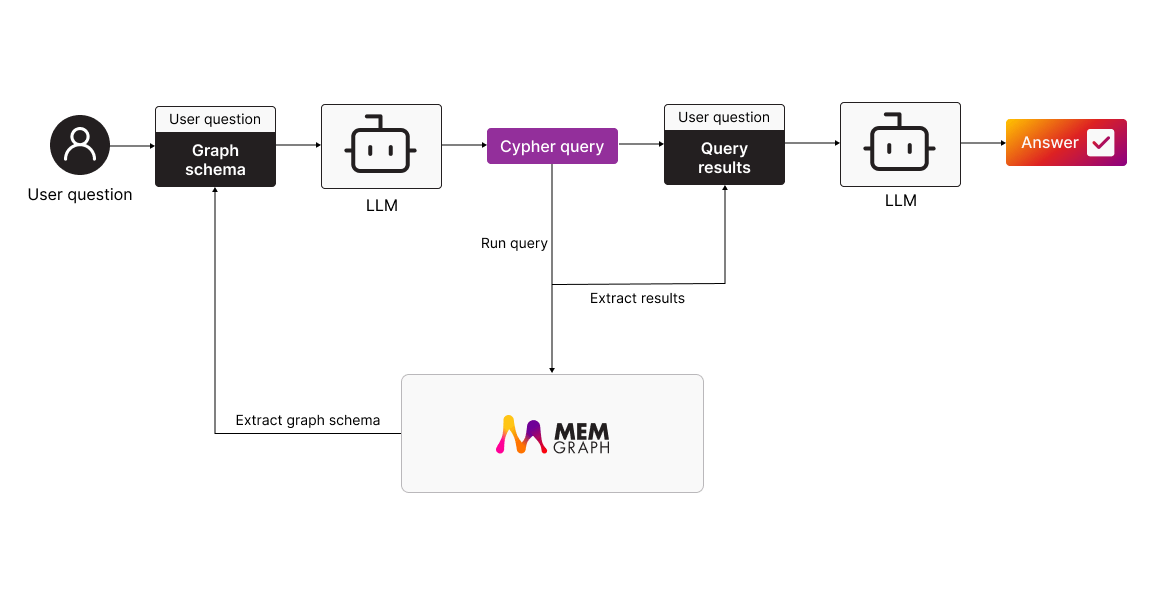 User question
User question
Graph
schema
LLM
Cypher query
User question
Query
results
LLM
Answer
Run query
Extract results
Extract graph schema
MEM
GRAPH